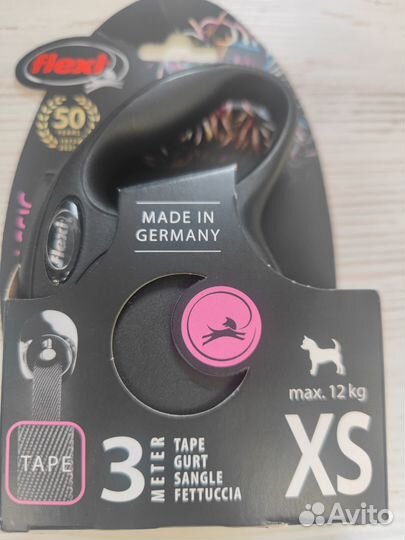 flexi
50
YEARS
MADE IN
GERMANY
flexi
max. 12 kg
XS
TAPE
3 METER
TAPE
GURT
SANGLE
FETTUCCIA
Avito